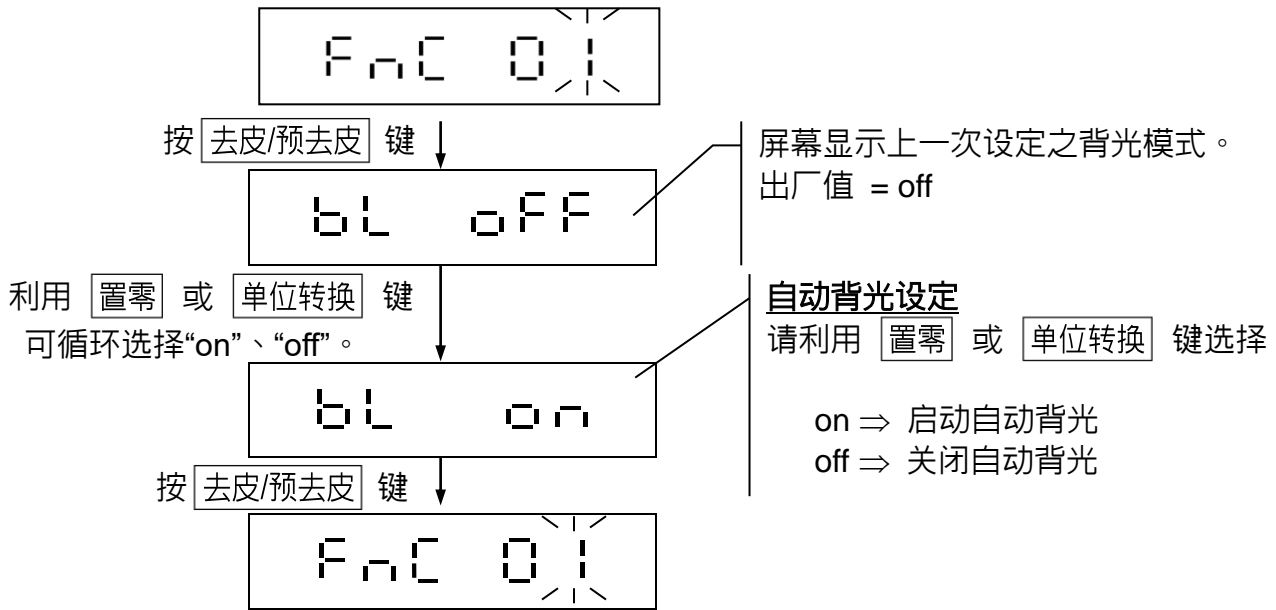 FnC 01
按 去皮/预去皮 键
屏幕显示上一次设定之背光模式。
出厂值 = off
bL oFF
利用 置零 或 单位转换 键
可循环选择“on”、“off”。
自动背光设定
请利用 置零 或 单位转换 键选择
bL on
on ⇒ 启动自动背光
off ⇒ 关闭自动背光
按 去皮/预去皮 键
FnC 01